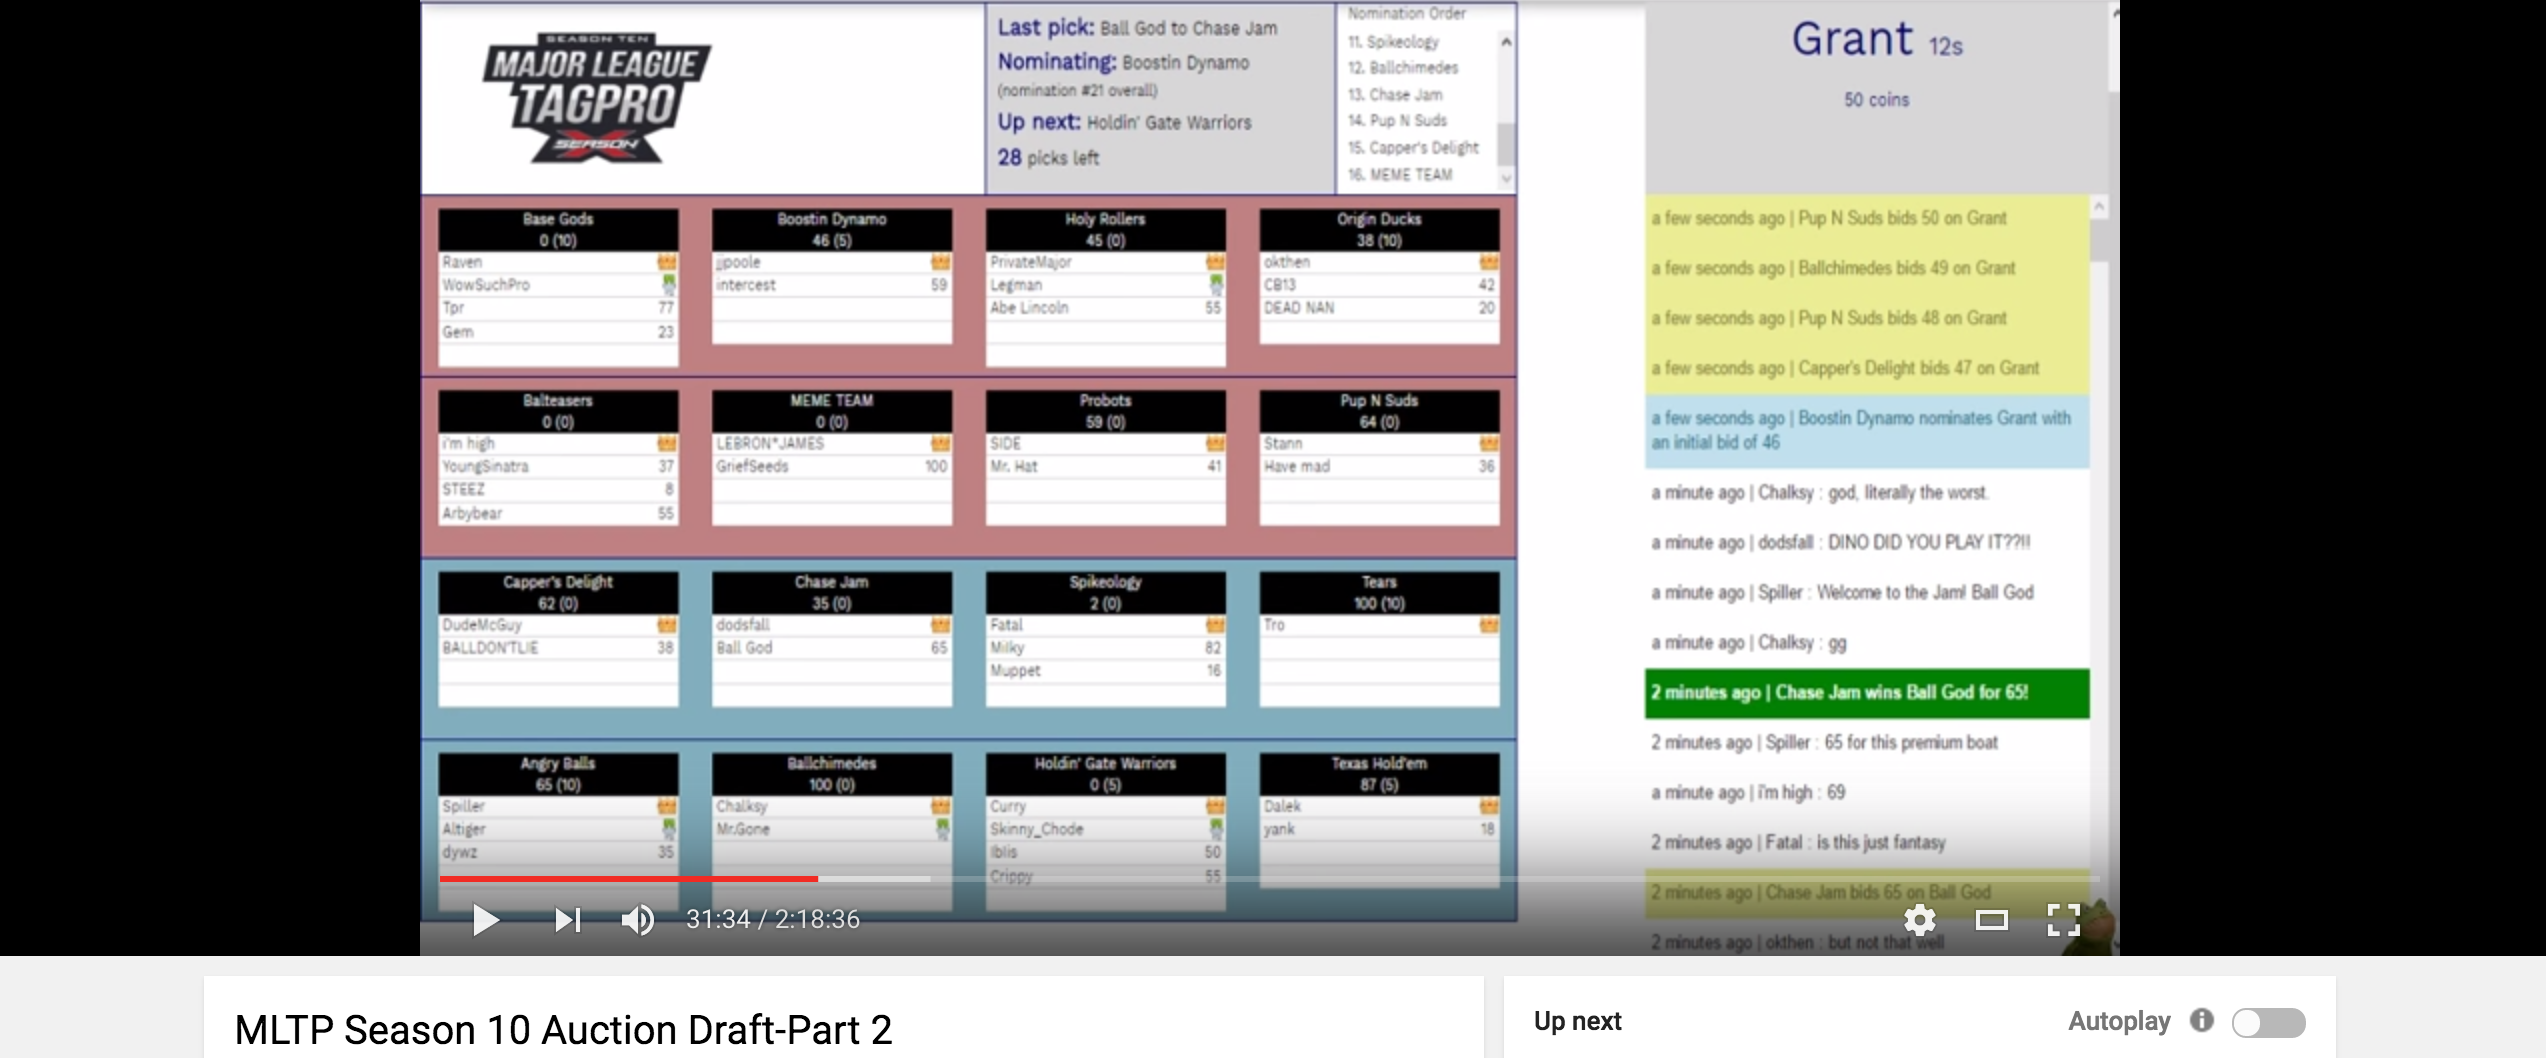 SEASON TEN
MAJOR LEAGUE
TAGPRO
SEASON
X
Last pick: Ball God to Chase Jam
Nominating: Boostin Dynamo
(nomination #21 overall)
Up next: Holdin' Gate Warriors
28 picks left
Nomination Order
11. Spikeology
12. Ballchimedes
13. Chase Jam
14. Pup N Suds
15. Capper's Delight
16. MEME TEAM
Grant 12s
50 coins
Base Gods
0 (10)
Raven
WowSuchPro
Tpr 77
Gem 23
Boostin Dynamo
46 (5)
jjpoole
intercest 59
Holy Rollers
45 (0)
PrivateMajor
Legman
Abe Lincoln 55
Origin Ducks
38 (10)
okthen
CB13 42
DEAD NAN 20
Balteasers
0 (0)
i'm high
YoungSinatra 37
STEEZ 8
Arbybear 55
MEME TEAM
0 (0)
LEBRON*JAMES
GriefSeeds 100
Probots
59 (0)
SIDE
Mr. Hat 41
Pup N Suds
64 (0)
Stann
Have mad 36
Capper's Delight
62 (0)
DudeMcGuy
BALLDON'TLIE 38
Chase Jam
35 (0)
dodsfall
Ball God 65
Spikeology
2 (0)
Fatal
Milky 82
Muppet 16
Tears
100 (10)
Tro
Angry Balls
65 (10)
Spiller
Altiger
dywz 35
Ballchimedes
100 (0)
Chalksy
Mr.Gone
Holdin' Gate Warriors
0 (5)
Curry
Skinny_Chode
Iblis 50
Crippy 55
Texas Hold'em
87 (5)
Dalek
yank 18
a few seconds ago | Pup N Suds bids 50 on Grant
a few seconds ago | Ballchimedes bids 49 on Grant
a few seconds ago | Pup N Suds bids 48 on Grant
a few seconds ago | Capper's Delight bids 47 on Grant
a few seconds ago | Boostin Dynamo nominates Grant with
an initial bid of 46
a minute ago | Chalksy : god, literally the worst.
a minute ago | dodsfall : DINO DID YOU PLAY IT??!!
a minute ago | Spiller : Welcome to the Jam! Ball God
a minute ago | Chalksy : gg
2 minutes ago | Chase Jam wins Ball God for 65!
2 minutes ago | Spiller : 65 for this premium boat
a minute ago | i'm high : 69
2 minutes ago | Fatal : is this just fantasy
2 minutes ago | Chase Jam bids 65 on Ball God
2 minutes ago | okthen : but not that well
31:34 / 2:18:36
MLTP Season 10 Auction Draft-Part 2
Up next
Autoplay